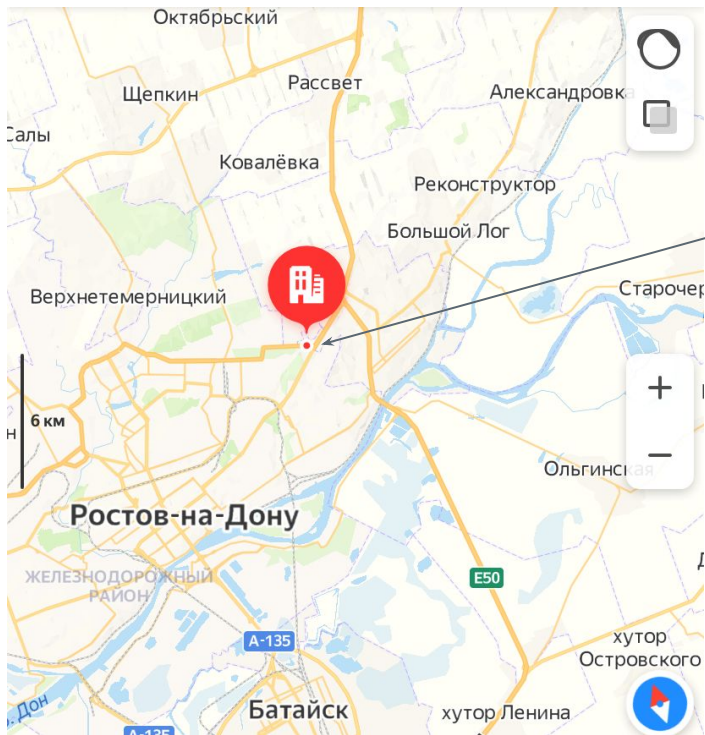 Октябрьский
Рассвет
Щепкин
Александровка
Салы
Ковалёвка
Реконструктор
Большой Лог
Старочер
Верхнетемерницкий
6 км
н
Ольгинская
Ростов-на-Дону
ЖЕЛЕЗНОДОРОЖНЫЙ
РАЙОН
E50
А-135
хутор
Островского
Батайск
хутор Ленина
р. Дон
А-135